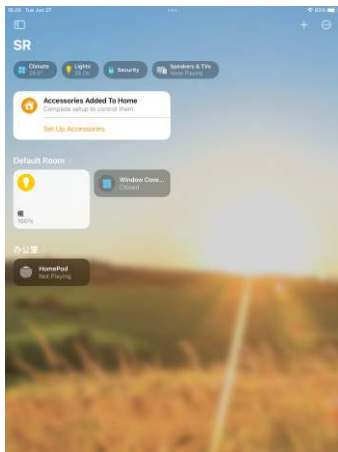 Tue Jun 27
SR
Climate
Lights
Security
Speakers & TVs
None Playing
Accessories Added To Home
Complete setup to control them.
Set Up Accessories
Default Room
Window Cove...
Closed
100%
办公室
HomePod
Not Playing